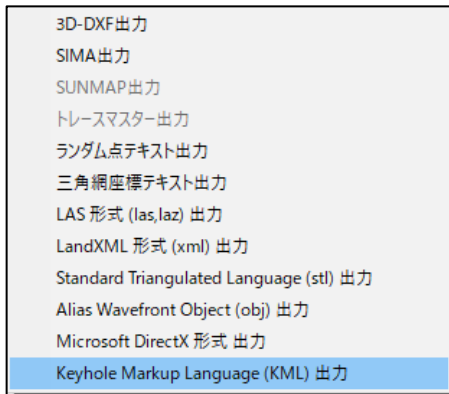 3D-DXF出力
SIMA出力
SUNMAP出力
トレースマスター出力
ランダム点テキスト出力
三角網座標テキスト出力
LAS 形式 (las,laz) 出力
LandXML 形式 (xml) 出力
Standard Triangulated Language (stl) 出力
Alias Wavefront Object (obj) 出力
Microsoft DirectX 形式 出力
Keyhole Markup Language (KML) 出力